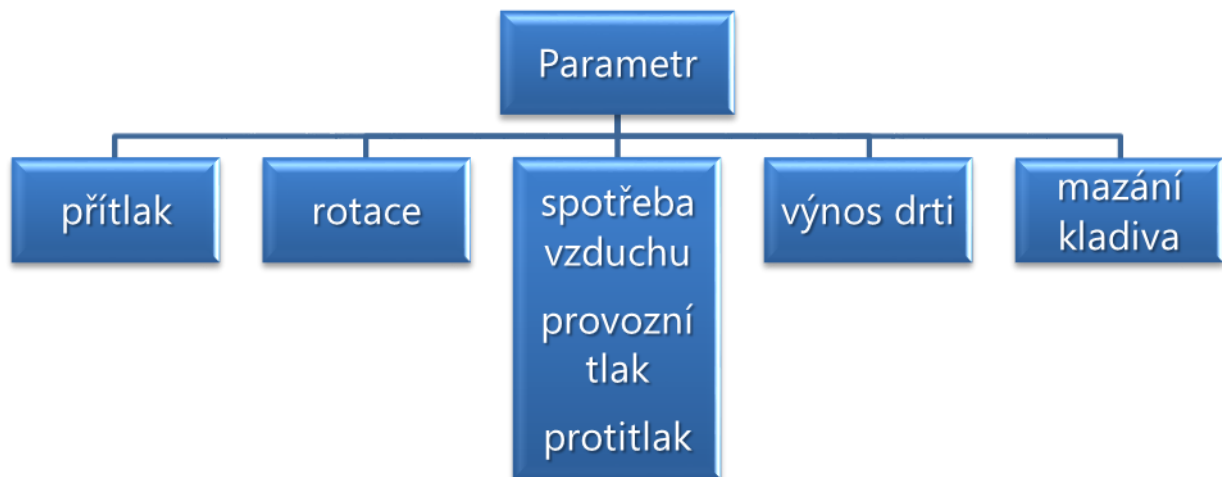 Parametr
přítlak
rotace
spotřeba
vzduchu
provozní
tlak
protitlak
výnos drti
mazání
kladiva